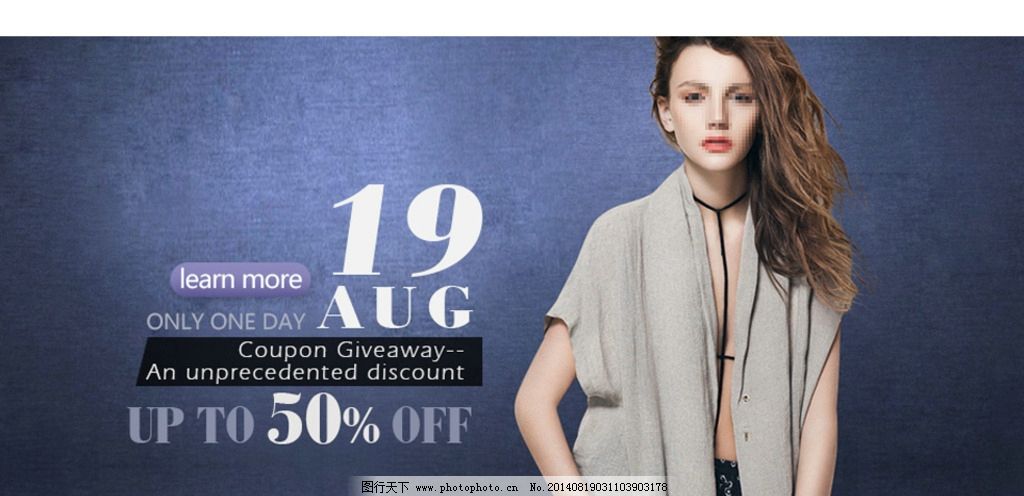 19
learn more
AUG
ONLY ONE DAY
Coupon Giveaway--
An unprecedented discount
UP TO 50% OFF
图行天下 www.photophoto.cn No.20140819031103903178